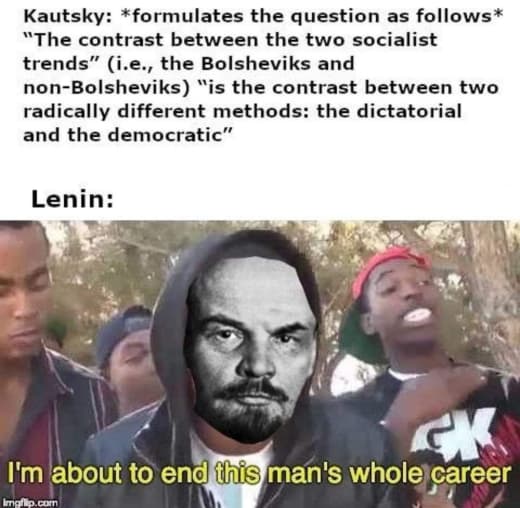 Kautsky: *formulates the question as follows*
"The contrast between the two socialist
trends" (i.e., the Bolsheviks and
non-Bolsheviks) "is the contrast between two
radically different methods: the dictatorial
and the democratic"
Lenin:
GK
I'm about to end this man's whole career
imgflip.com